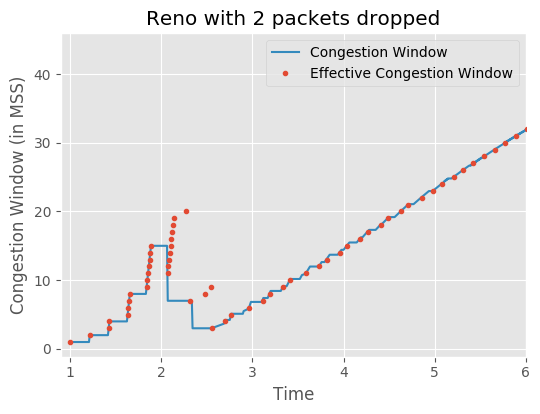 Reno with 2 packets dropped
Congestion Window
Effective Congestion Window
Congestion Window (in MSS)
40
30
20
10
0
1 2 3 4 5 6
Time